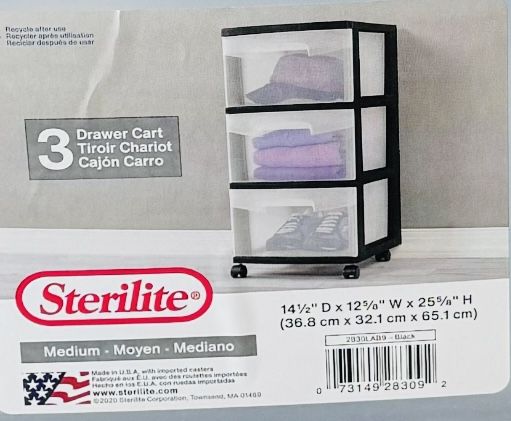 Recycle after use
Recycler après utilisation
Reciclar después de usar
3
Drawer Cart
Tiroir Chariot
Cajón Carro
Sterilite®
14½" D x 12⅝" W x 25⅝" H
(36.8 cm x 32.1 cm x 65.1 cm)
Medium - Moyen - Mediano
2830LAB9 - Black
Made in U.S.A. with imported casters
Fabriqué aux É.U. avec des roulettes importées
Hecho en los E.U.A. con ruedas importadas
www.sterilite.com
©2020 Sterilite Corporation, Townsend, MA 01469
0 73149 28309 2